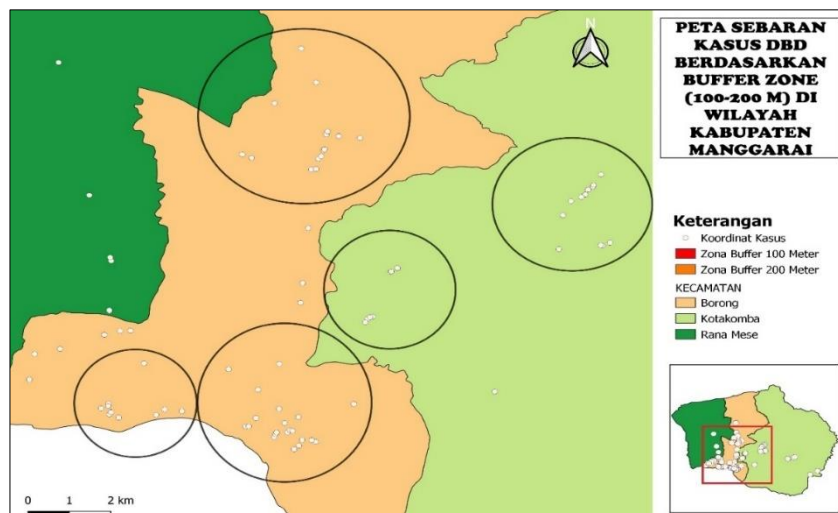 PETA SEBARAN
KASUS DBD
BERDASARKAN
BUFFER ZONE
(100-200 M) DI
WILAYAH
KABUPATEN
MANGGARAI
N
Keterangan
Koordinat Kasus
Zona Buffer 100 Meter
Zona Buffer 200 Meter
KECAMATAN
Borong
Kotakomba
Rana Mese
0 1 2 km